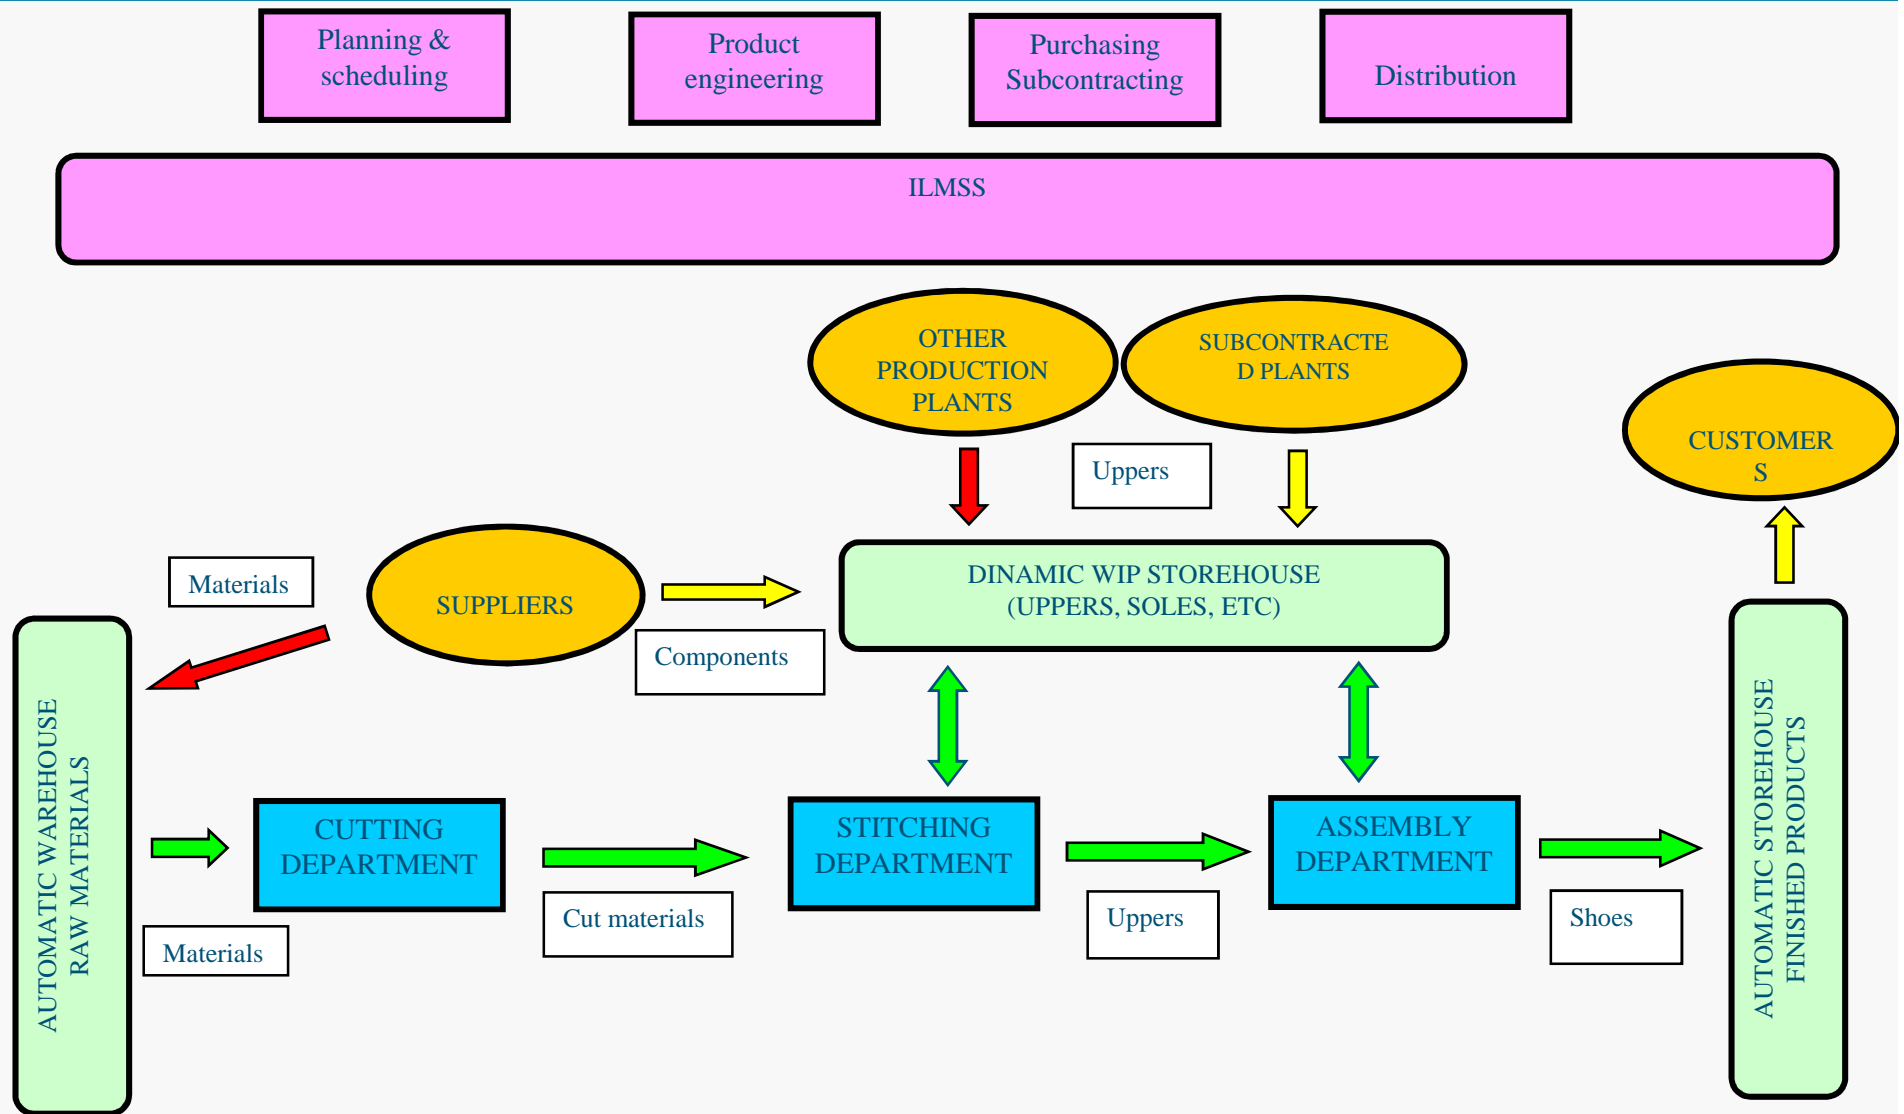 Planning &
scheduling
Product
engineering
Purchasing
Subcontracting
Distribution
ILMSS
OTHER
PRODUCTION
PLANTS
SUBCONTRACTE
D PLANTS
CUSTOMER
S
Uppers
Materials
SUPPLIERS
DINAMIC WIP STOREHOUSE
(UPPERS, SOLES, ETC)
Components
AUTOMATIC WAREHOUSE
RAW MATERIALS
CUTTING
DEPARTMENT
STITCHING
DEPARTMENT
ASSEMBLY
DEPARTMENT
AUTOMATIC STOREHOUSE
FINISHED PRODUCTS
Materials
Cut materials
Uppers
Shoes